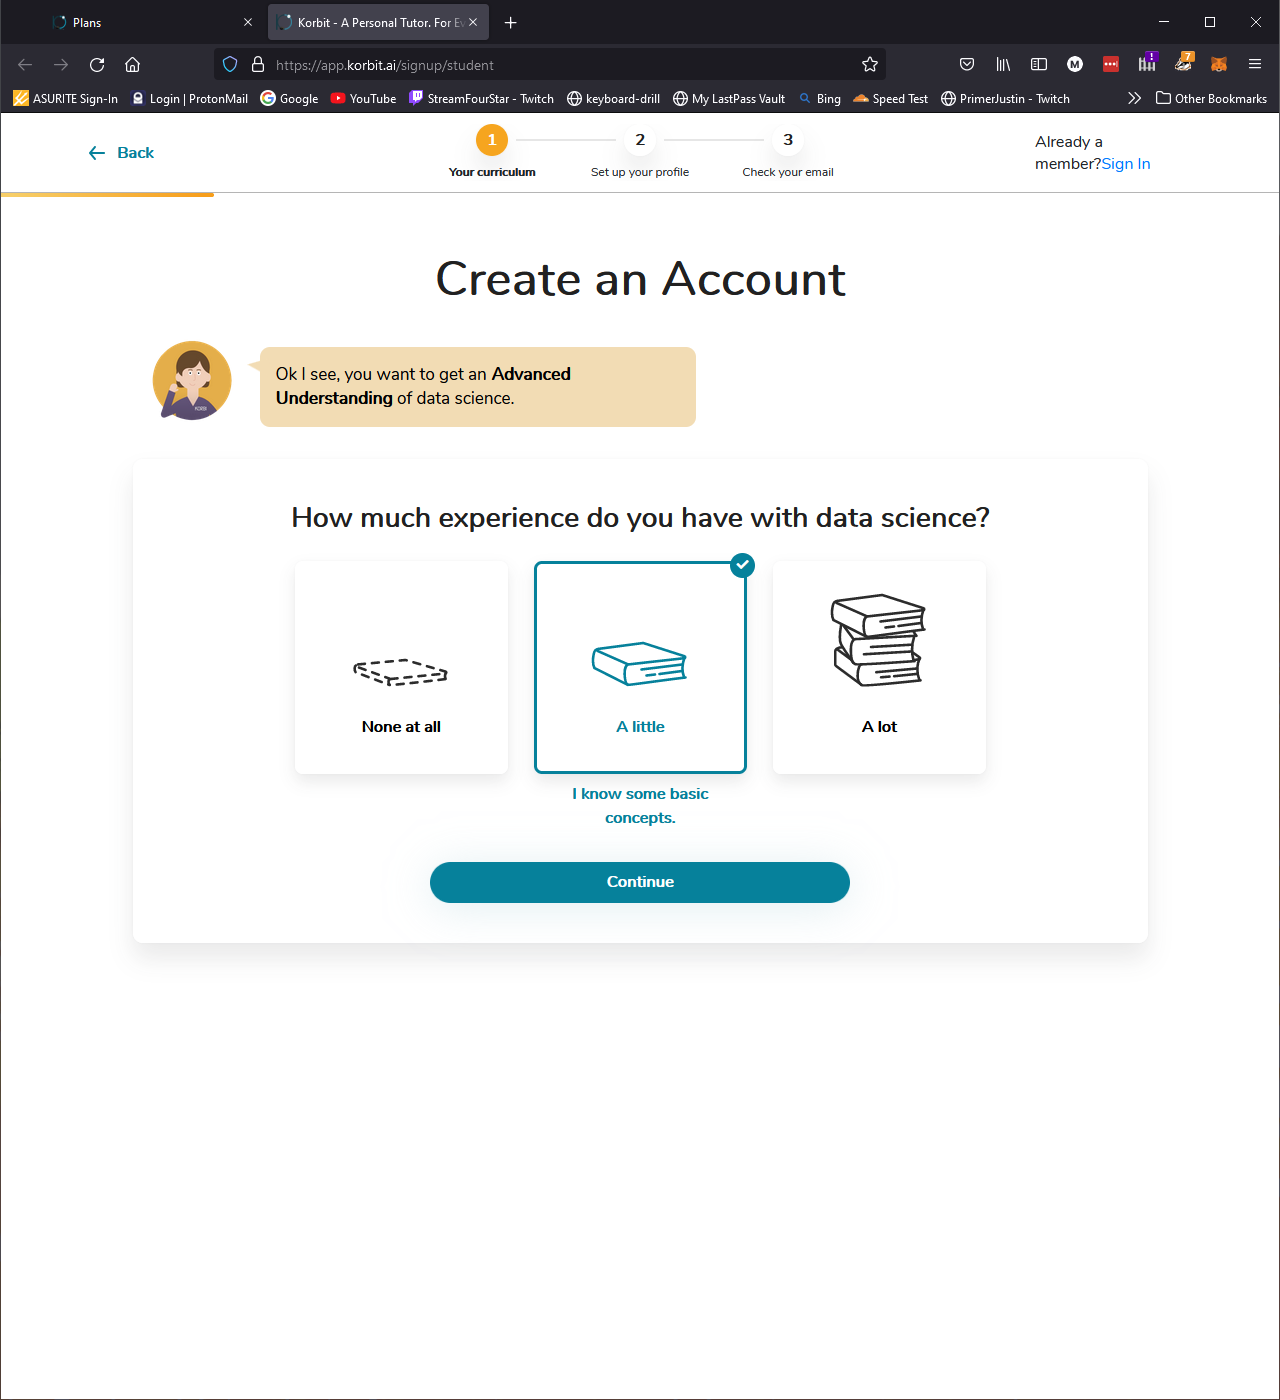 Plans
Korbit - A Personal Tutor. For Ev
https://app.korbit.ai/signup/student
1
7
M
ASURITE Sign-In
Login | ProtonMail
Google
YouTube
StreamFourStar - Twitch
keyboard-drill
My LastPass Vault
Bing
Speed Test
PrimerJustin - Twitch
Other Bookmarks
Back
1
2
3
Your curriculum
Set up your profile
Check your email
Already a
member?Sign In
Create an Account
Ok I see, you want to get an Advanced
Understanding of data science.
How much experience do you have with data science?
None at all
A little
A lot
I know some basic
concepts.
Continue